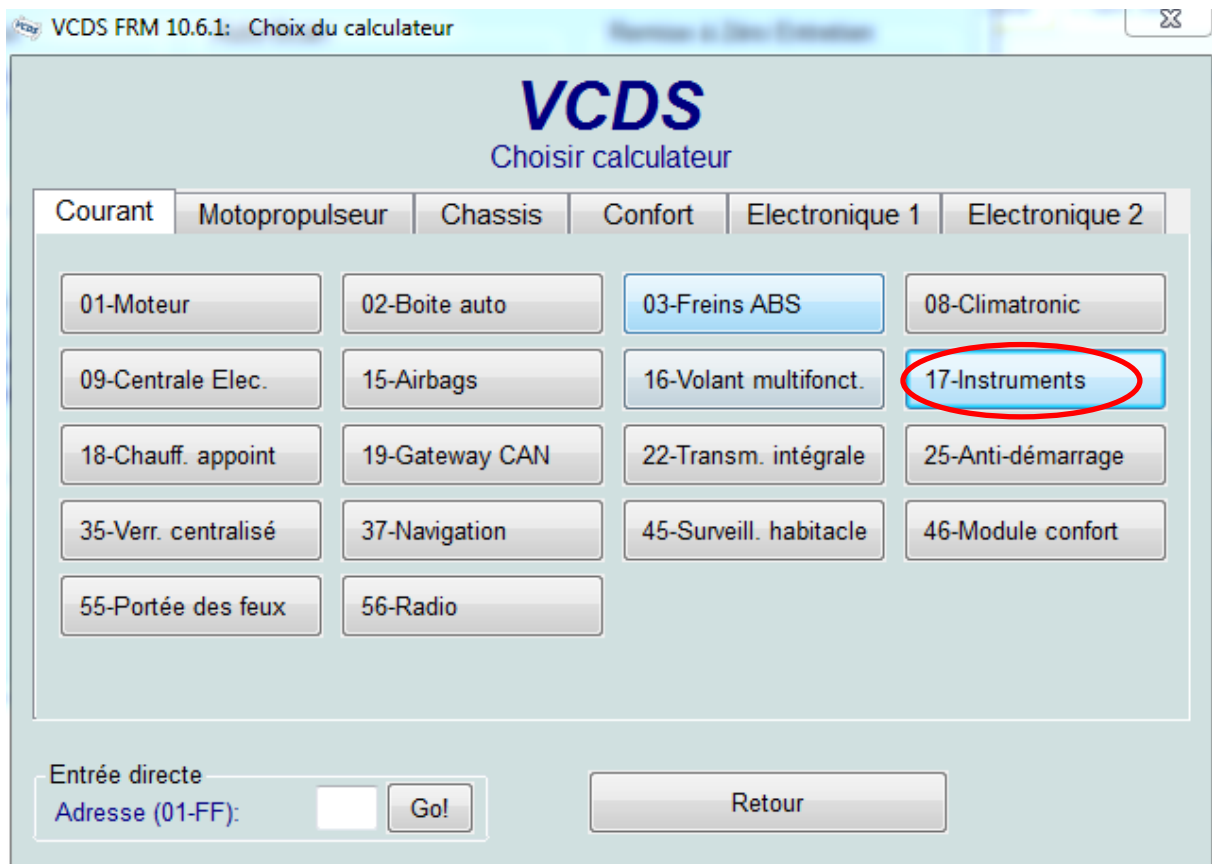 VCDS FRM 10.6.1: Choix du calculateur
Remise à Zéro Entretien
VCDS
Choisir calculateur
Courant Motopropulseur Chassis Confort Electronique 1 Electronique 2
01-Moteur 02-Boite auto 03-Freins ABS 08-Climatronic
09-Centrale Elec. 15-Airbags 16-Volant multifonct. 17-Instruments
18-Chauff. appoint 19-Gateway CAN 22-Transm. intégrale 25-Anti-démarrage
35-Verr. centralisé 37-Navigation 45-Surveill. habitacle 46-Module confort
55-Portée des feux 56-Radio
Entrée directe
Adresse (01-FF): Go! Retour